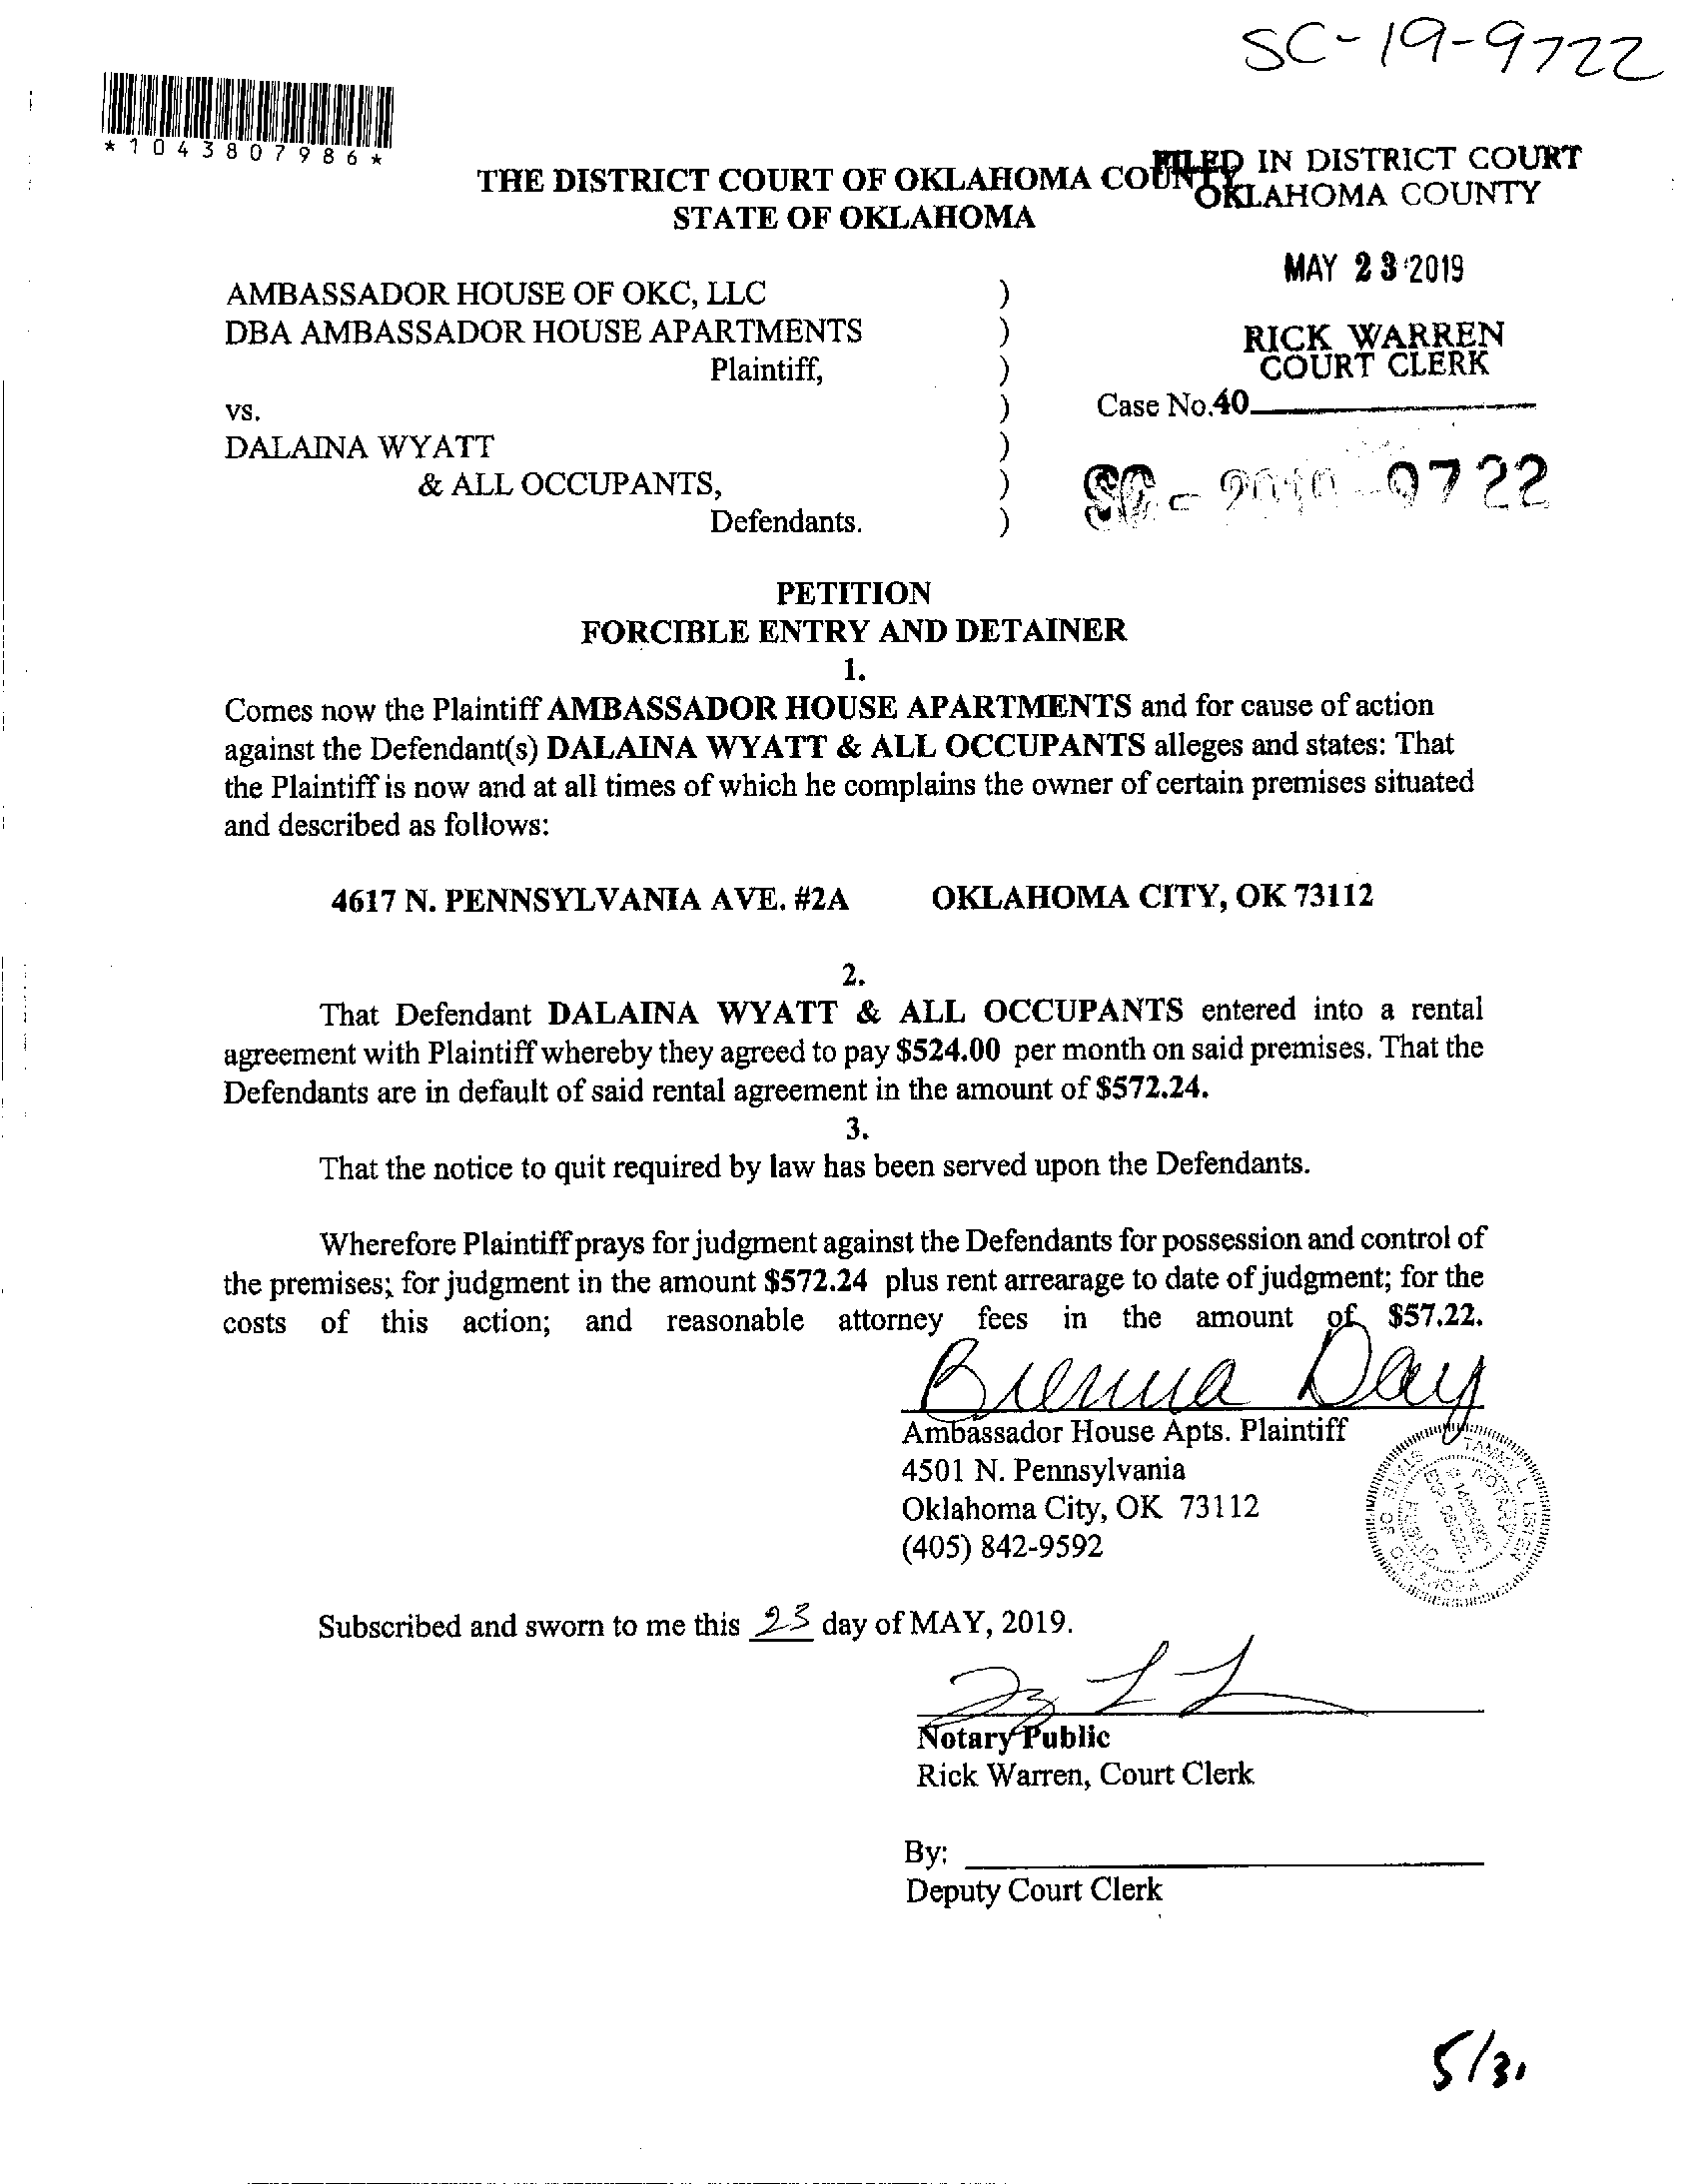 SC-19-9722
*1043807986*
FILED IN DISTRICT COURT
OKLAHOMA COUNTY
THE DISTRICT COURT OF OKLAHOMA COUNTY
STATE OF OKLAHOMA
MAY 23 2019
AMBASSADOR HOUSE OF OKC, LLC )
DBA AMBASSADOR HOUSE APARTMENTS )
Plaintiff, )
RICK WARREN
COURT CLERK
vs. ) Case No. 40
DALAINA WYATT )
& ALL OCCUPANTS, )
Defendants. )
SC - 2019 - 9722
PETITION
FORCIBLE ENTRY AND DETAINER
1.
Comes now the Plaintiff AMBASSADOR HOUSE APARTMENTS and for cause of action
against the Defendant(s) DALAINA WYATT & ALL OCCUPANTS alleges and states: That
the Plaintiff is now and at all times of which he complains the owner of certain premises situated
and described as follows:
4617 N. PENNSYLVANIA AVE. #2A OKLAHOMA CITY, OK 73112
2.
That Defendant DALAINA WYATT & ALL OCCUPANTS entered into a rental
agreement with Plaintiff whereby they agreed to pay $524.00 per month on said premises. That the
Defendants are in default of said rental agreement in the amount of $572.24.
3.
That the notice to quit required by law has been served upon the Defendants.
Wherefore Plaintiff prays for judgment against the Defendants for possession and control of
the premises; for judgment in the amount $572.24 plus rent arrearage to date of judgment; for the
costs of this action; and reasonable attorney fees in the amount of $57.22.
Brenna Day
Ambassador House Apts. Plaintiff
4501 N. Pennsylvania
Oklahoma City, OK 73112
(405) 842-9592
TAMMY L. LISTEN
NOTARY
STATE OF OKLAHOMA
Subscribed and sworn to me this 23 day of MAY, 2019.
Notary Public
Rick Warren, Court Clerk
By:
Deputy Court Clerk
5/31